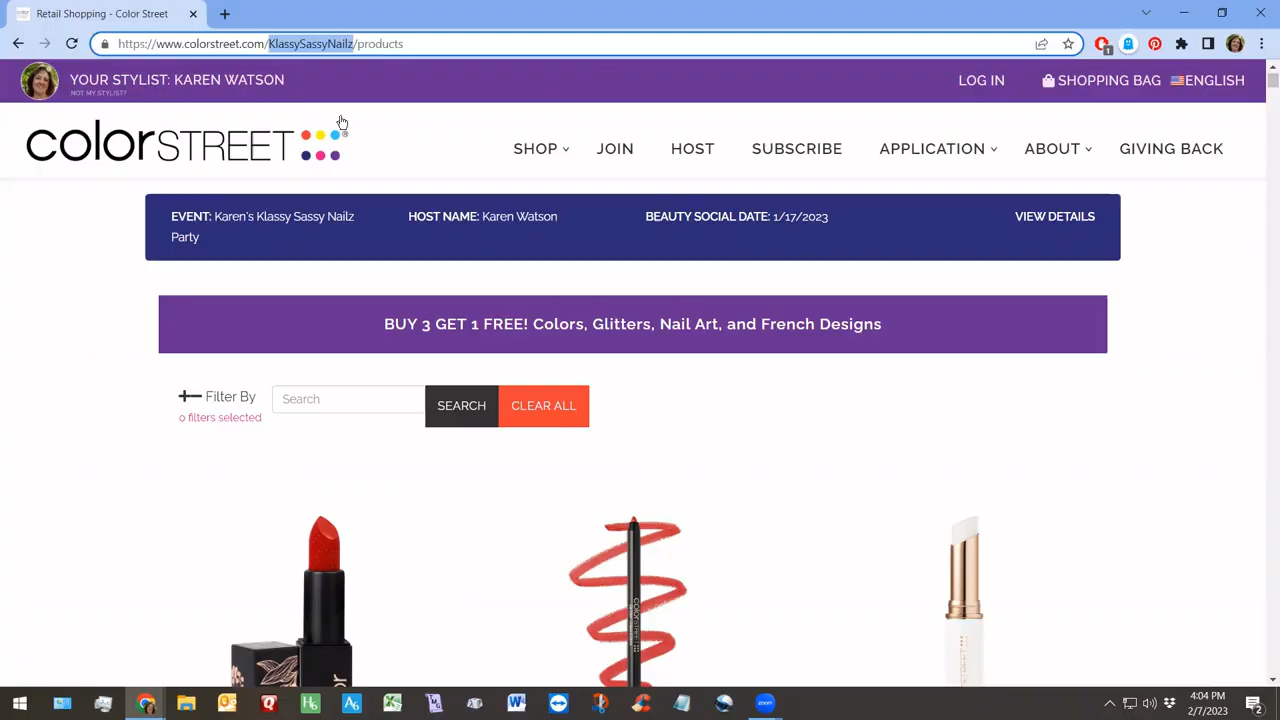 Retail Shopping - Color Street
https://www.colorstreet.com/KlassySassyNailz/products
1
YOUR STYLIST: KAREN WATSON
NOT MY STYLIST?
LOG IN
SHOPPING BAG
ENGLISH
colorSTREET®
SHOP
JOIN
HOST
SUBSCRIBE
APPLICATION
ABOUT
GIVING BACK
EVENT: Karen's Klassy Sassy Nailz
Party
HOST NAME: Karen Watson
BEAUTY SOCIAL DATE: 1/17/2023
VIEW DETAILS
BUY 3 GET 1 FREE! Colors, Glitters, Nail Art, and French Designs
Filter By
0 filters selected
Search
SEARCH
CLEAR ALL
COLORSTREET
4:04 PM
2/7/2023
2